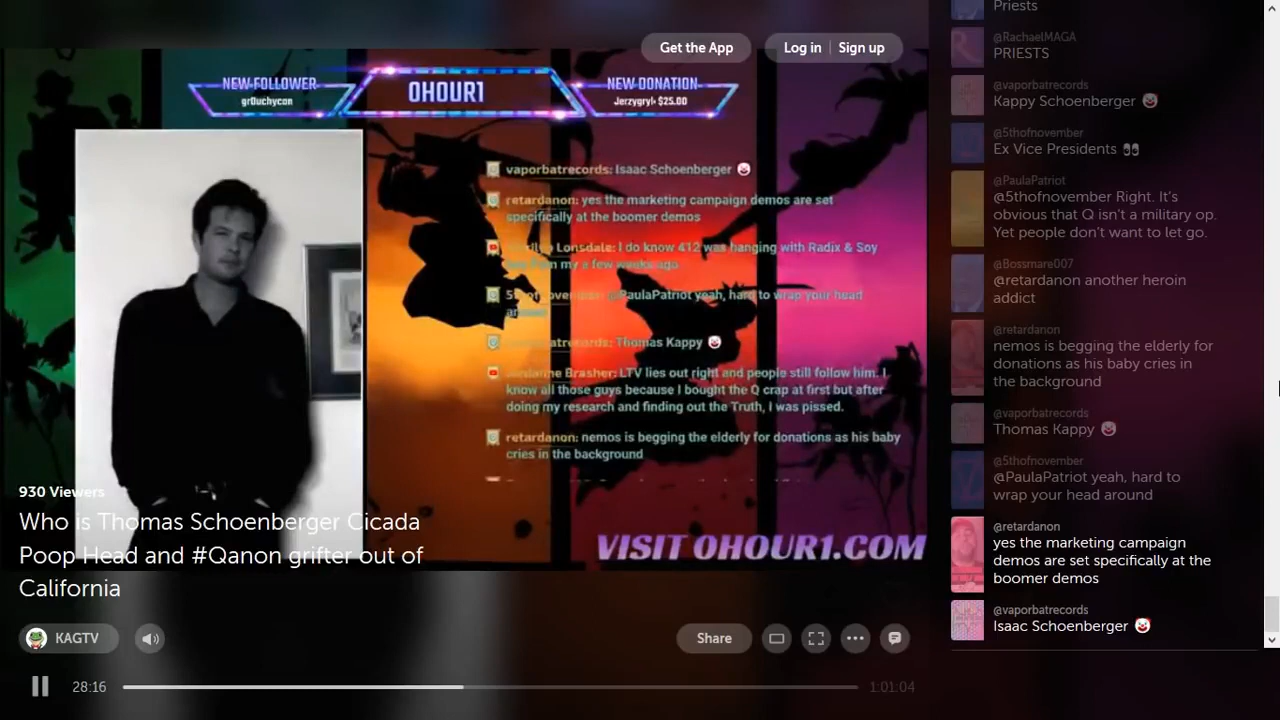 Get the App
Log in | Sign up
NEW FOLLOWER
gr0uchycon
0HOUR1
NEW DONATION
Jerzygryl• $25.00
vaporbatrecords: Isaac Schoenberger 🤡
retardanon: yes the marketing campaign demos are set
specifically at the boomer demos
Lonsdale: I do know 412 was hanging with Radix & Soy
my a few weeks ago
@PaulaPatriot yeah, hard to wrap your head
Thomas Kappy 🤡
Brasher: LTV lies out right and people still follow him. I
know all those guys because I bought the Q crap at first but after
doing my research and finding out the Truth, I was pissed.
retardanon: nemos is begging the elderly for donations as his baby
cries in the background
VISIT 0HOUR1.COM
930 Viewers
Who is Thomas Schoenberger Cicada
Poop Head and #Qanon grifter out of
California
KAGTV
Share
28:16
1:01:04
Priests
@RachaelMAGA
PRIESTS
@vaporbatrecords
Kappy Schoenberger 🤡
@5thofnovember
Ex Vice Presidents 👀
@PaulaPatriot
@5thofnovember Right. It's
obvious that Q isn't a military op.
Yet people don't want to let go.
@Bossmare007
@retardanon another heroin
addict
@retardanon
nemos is begging the elderly for
donations as his baby cries in
the background
@vaporbatrecords
Thomas Kappy 🤡
@5thofnovember
@PaulaPatriot yeah, hard to
wrap your head around
@retardanon
yes the marketing campaign
demos are set specifically at the
boomer demos
@vaporbatrecords
Isaac Schoenberger 🤡